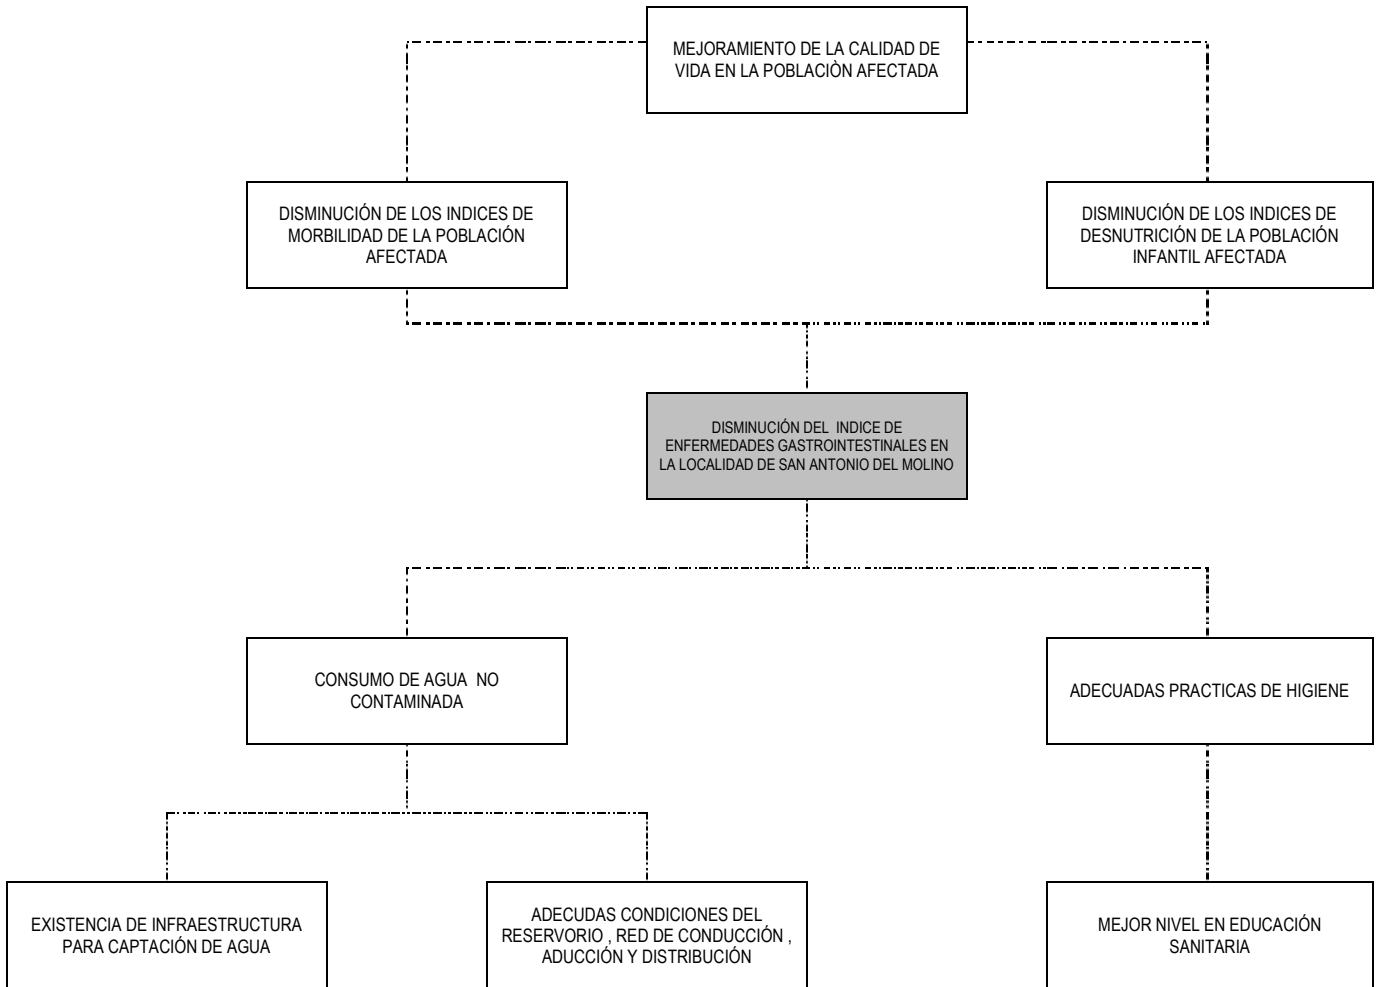 MEJORAMIENTO DE LA CALIDAD DE
VIDA EN LA POBLACIÒN AFECTADA
DISMINUCIÓN DE LOS INDICES DE
MORBILIDAD DE LA POBLACIÓN
AFECTADA
DISMINUCIÓN DE LOS INDICES DE
DESNUTRICIÓN DE LA POBLACIÓN
INFANTIL AFECTADA
DISMINUCIÓN DEL INDICE DE
ENFERMEDADES GASTROINTESTINALES EN
LA LOCALIDAD DE SAN ANTONIO DEL MOLINO
CONSUMO DE AGUA NO
CONTAMINADA
ADECUADAS PRACTICAS DE HIGIENE
EXISTENCIA DE INFRAESTRUCTURA
PARA CAPTACIÓN DE AGUA
ADECUDAS CONDICIONES DEL
RESERVORIO , RED DE CONDUCCIÓN ,
ADUCCIÓN Y DISTRIBUCIÓN
MEJOR NIVEL EN EDUCACIÓN
SANITARIA